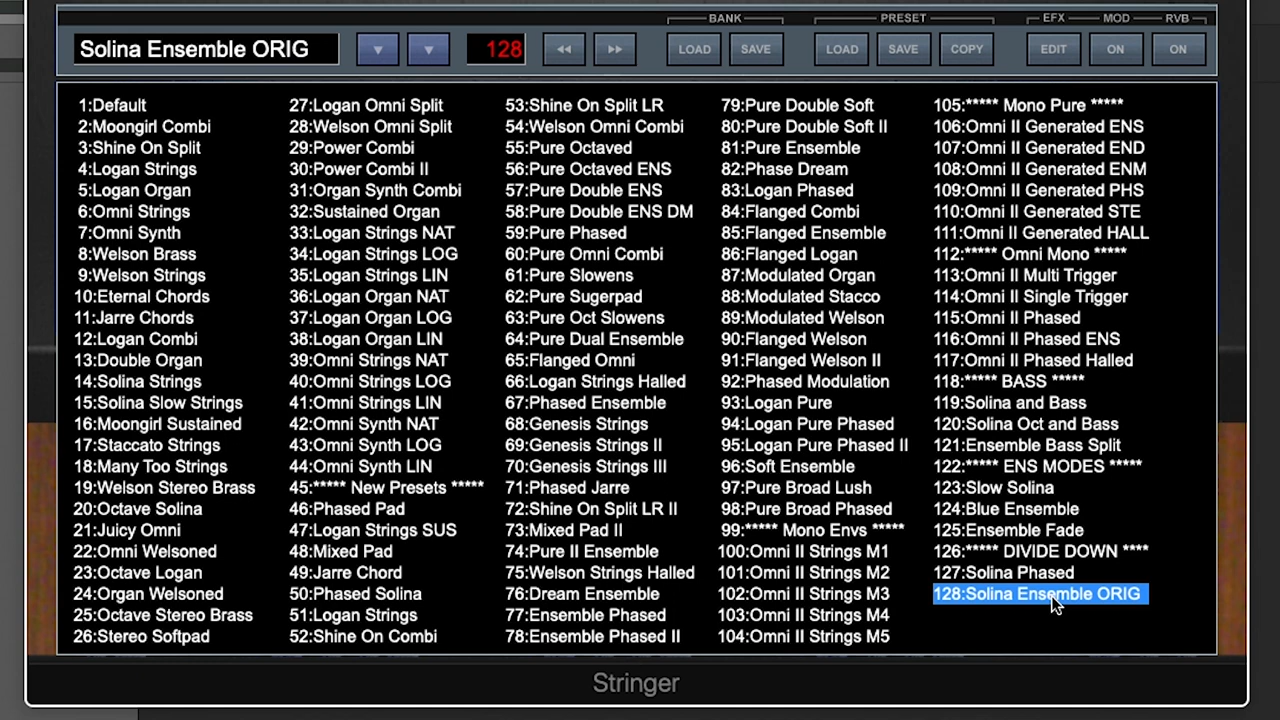 BANK PRESET EFX MOD RVB
Solina Ensemble ORIG 128 LOAD SAVE LOAD SAVE COPY EDIT ON ON
1:Default
2:Moongirl Combi
3:Shine On Split
4:Logan Strings
5:Logan Organ
6:Omni Strings
7:Omni Synth
8:Welson Brass
9:Welson Strings
10:Eternal Chords
11:Jarre Chords
12:Logan Combi
13:Double Organ
14:Solina Strings
15:Solina Slow Strings
16:Moongirl Sustained
17:Staccato Strings
18:Many Too Strings
19:Welson Stereo Brass
20:Octave Solina
21:Juicy Omni
22:Omni Welsoned
23:Octave Logan
24:Organ Welsoned
25:Octave Stereo Brass
26:Stereo Softpad
27:Logan Omni Split
28:Welson Omni Split
29:Power Combi
30:Power Combi II
31:Organ Synth Combi
32:Sustained Organ
33:Logan Strings NAT
34:Logan Strings LOG
35:Logan Strings LIN
36:Logan Organ NAT
37:Logan Organ LOG
38:Logan Organ LIN
39:Omni Strings NAT
40:Omni Strings LOG
41:Omni Strings LIN
42:Omni Synth NAT
43:Omni Synth LOG
44:Omni Synth LIN
45:***** New Presets *****
46:Phased Pad
47:Logan Strings SUS
48:Mixed Pad
49:Jarre Chord
50:Phased Solina
51:Logan Strings
52:Shine On Combi
53:Shine On Split LR
54:Welson Omni Combi
55:Pure Octaved
56:Pure Octaved ENS
57:Pure Double ENS
58:Pure Double ENS DM
59:Pure Phased
60:Pure Omni Combi
61:Pure Slowens
62:Pure Sugerpad
63:Pure Oct Slowens
64:Pure Dual Ensemble
65:Flanged Omni
66:Logan Strings Halled
67:Phased Ensemble
68:Genesis Strings
69:Genesis Strings II
70:Genesis Strings III
71:Phased Jarre
72:Shine On Split LR II
73:Mixed Pad II
74:Pure II Ensemble
75:Welson Strings Halled
76:Dream Ensemble
77:Ensemble Phased
78:Ensemble Phased II
79:Pure Double Soft
80:Pure Double Soft II
81:Pure Ensemble
82:Phase Dream
83:Logan Phased
84:Flanged Combi
85:Flanged Ensemble
86:Flanged Logan
87:Modulated Organ
88:Modulated Stacco
89:Modulated Welson
90:Flanged Welson
91:Flanged Welson II
92:Phased Modulation
93:Logan Pure
94:Logan Pure Phased
95:Logan Pure Phased II
96:Soft Ensemble
97:Pure Broad Lush
98:Pure Broad Phased
99:***** Mono Envs *****
100:Omni II Strings M1
101:Omni II Strings M2
102:Omni II Strings M3
103:Omni II Strings M4
104:Omni II Strings M5
105:***** Mono Pure *****
106:Omni II Generated ENS
107:Omni II Generated END
108:Omni II Generated ENM
109:Omni II Generated PHS
110:Omni II Generated STE
111:Omni II Generated HALL
112:***** Omni Mono *****
113:Omni II Multi Trigger
114:Omni II Single Trigger
115:Omni II Phased
116:Omni II Phased ENS
117:Omni II Phased Halled
118:***** BASS *****
119:Solina and Bass
120:Solina Oct and Bass
121:Ensemble Bass Split
122:***** ENS MODES *****
123:Slow Solina
124:Blue Ensemble
125:Ensemble Fade
126:***** DIVIDE DOWN ****
127:Solina Phased
128:Solina Ensemble ORIG
Stringer